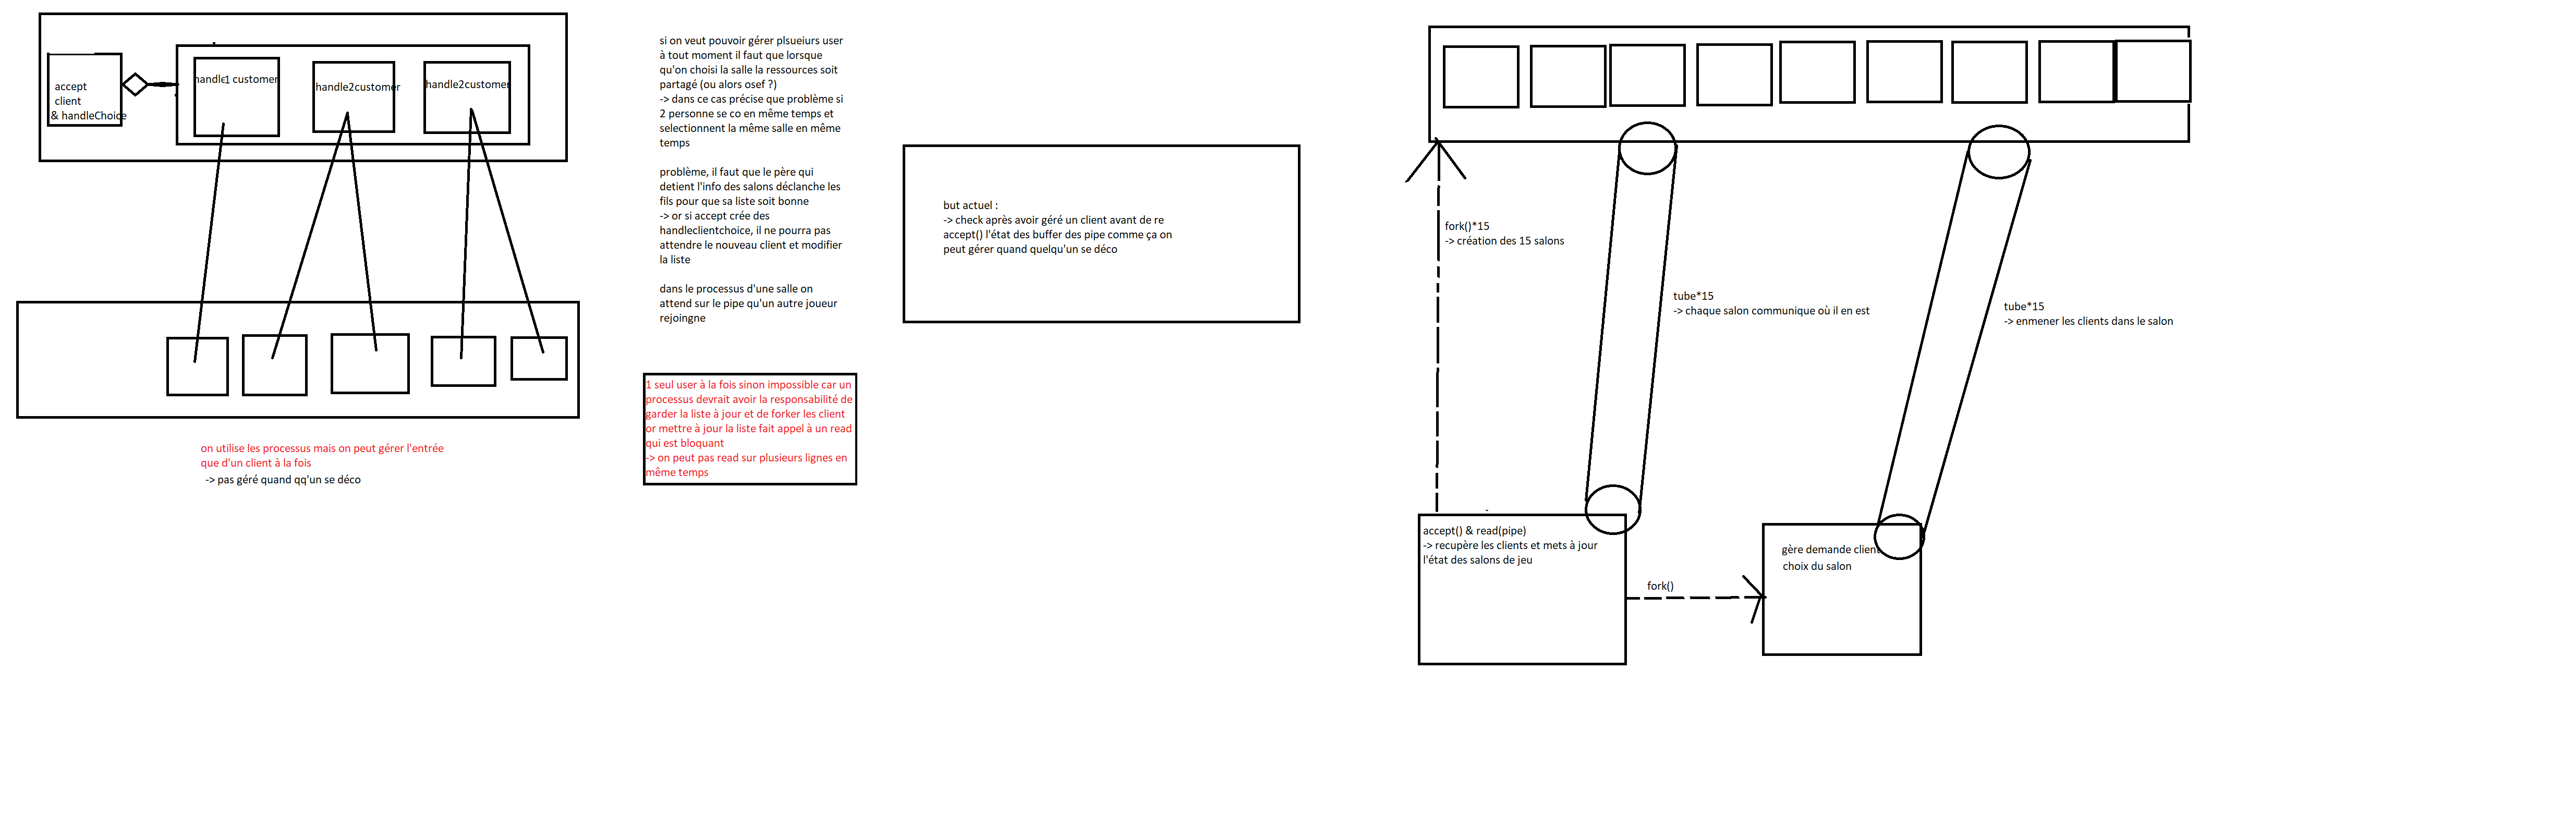 accept
client
& handleChoice
handle1 customer
handle2customer
handle2customer
on utilise les processus mais on peut gérer l'entrée
que d'un client à la fois
-> pas géré quand qq'un se déco
si on veut pouvoir gérer plsueiurs user
à tout moment il faut que lorsque
qu'on choisi la salle la ressources soit
partagé (ou alors osef ?)
-> dans ce cas précise que problème si
2 personne se co en même temps et
selectionnent la même salle en même
temps
problème, il faut que le père qui
detient l'info des salons déclanche les
fils pour que sa liste soit bonne
-> or si accept crée des
handleclientchoice, il ne pourra pas
attendre le nouveau client et modifier
la liste
dans le processus d'une salle on
attend sur le pipe qu'un autre joueur
rejoingne
1 seul user à la fois sinon impossible car un
processus devrait avoir la responsabilité de
garder la liste à jour et de forker les client
or mettre à jour la liste fait appel à un read
qui est bloquant
-> on peut pas read sur plusieurs lignes en
même temps
but actuel :
-> check après avoir géré un client avant de re
accept() l'état des buffer des pipe comme ça on
peut gérer quand quelqu'un se déco
fork()*15
-> création des 15 salons
tube*15
-> chaque salon communique où il en est
tube*15
-> enmener les clients dans le salon
accept() & read(pipe)
-> recupère les clients et mets à jour
l'état des salons de jeu
fork()
gère demande client
choix du salon